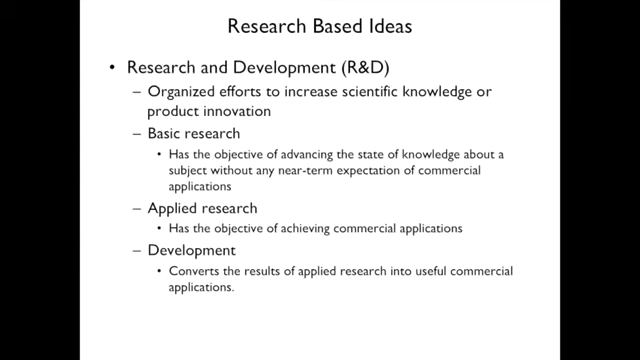 Research Based Ideas
• Research and Development (R&D)
– Organized efforts to increase scientific knowledge or
product innovation
– Basic research
• Has the objective of advancing the state of knowledge about a
subject without any near-term expectation of commercial
applications
– Applied research
• Has the objective of achieving commercial applications
– Development
• Converts the results of applied research into useful commercial
applications.